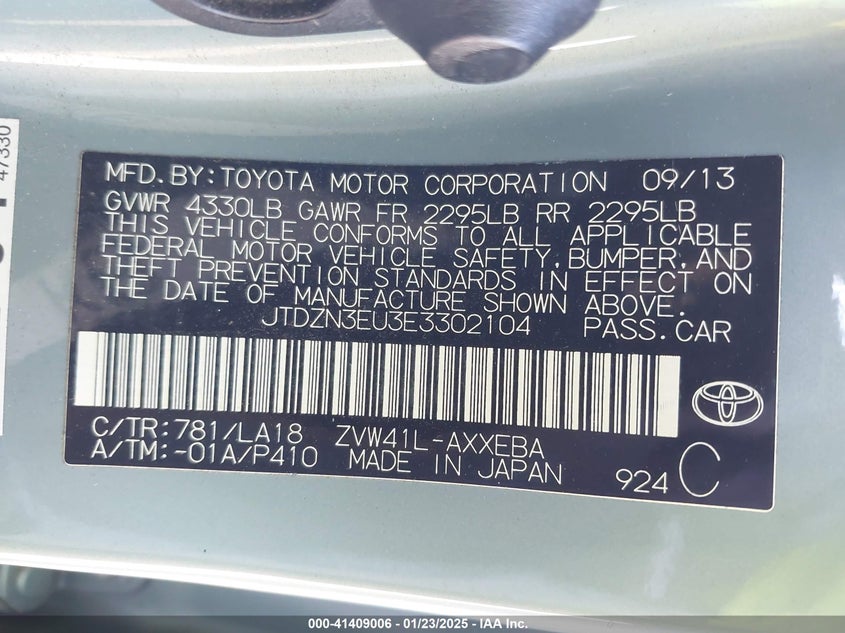 47330
MFD.BY:TOYOTA MOTOR CORPORATION 09/13
GVWR 4330LB GAWR FR 2295LB RR 2295LB
THIS VEHICLE CONFORMS TO ALL APPLICABLE
FEDERAL MOTOR VEHICLE SAFETY,BUMPER,AND
THEFT PREVENTION STANDARDS IN EFFECT ON
THE DATE OF MANUFACTURE SHOWN ABOVE.
JTDZN3EU3E3302104 PASS.CAR
C/TR:781/LA18 ZVW41L-AXXEBA
A/TM:-01A/P410 MADE IN JAPAN 924 C
000-41409006 - 01/23/2025 - IAA Inc.